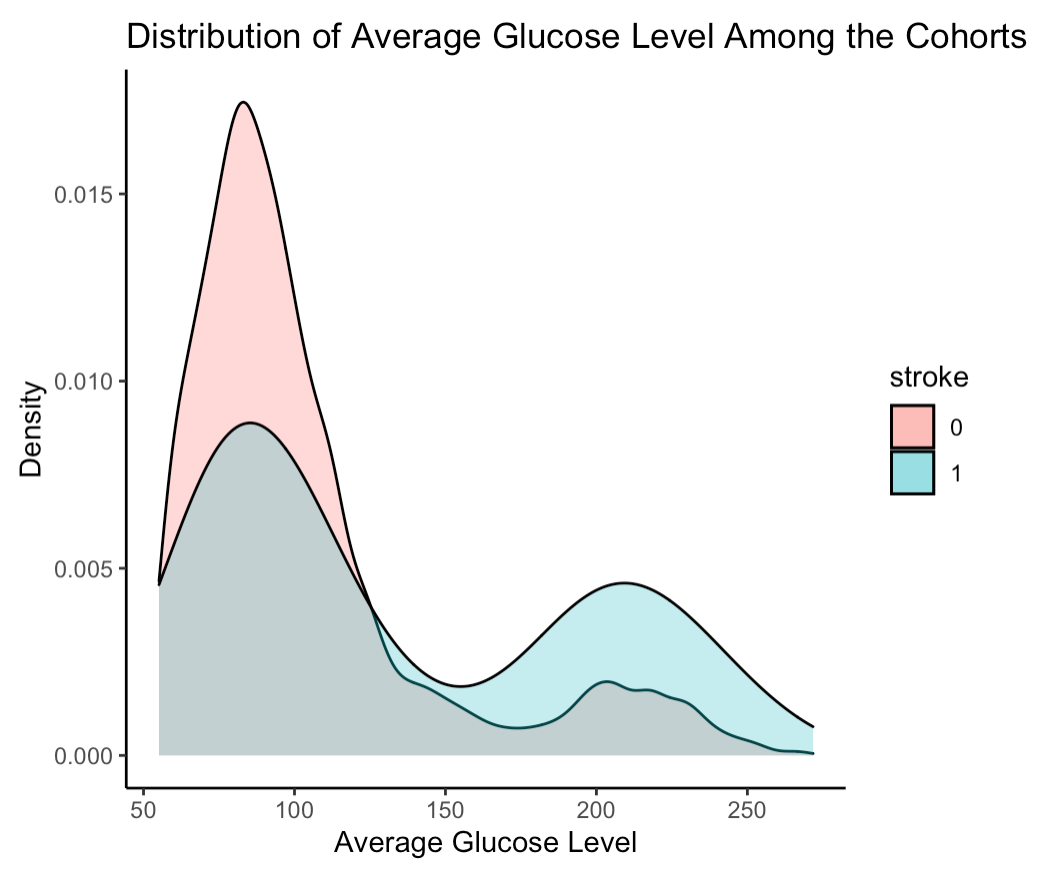 Distribution of Average Glucose Level Among the Cohorts
Density
0.015
0.010
0.005
0.000
50
100
150
200
250
Average Glucose Level
stroke
0
1